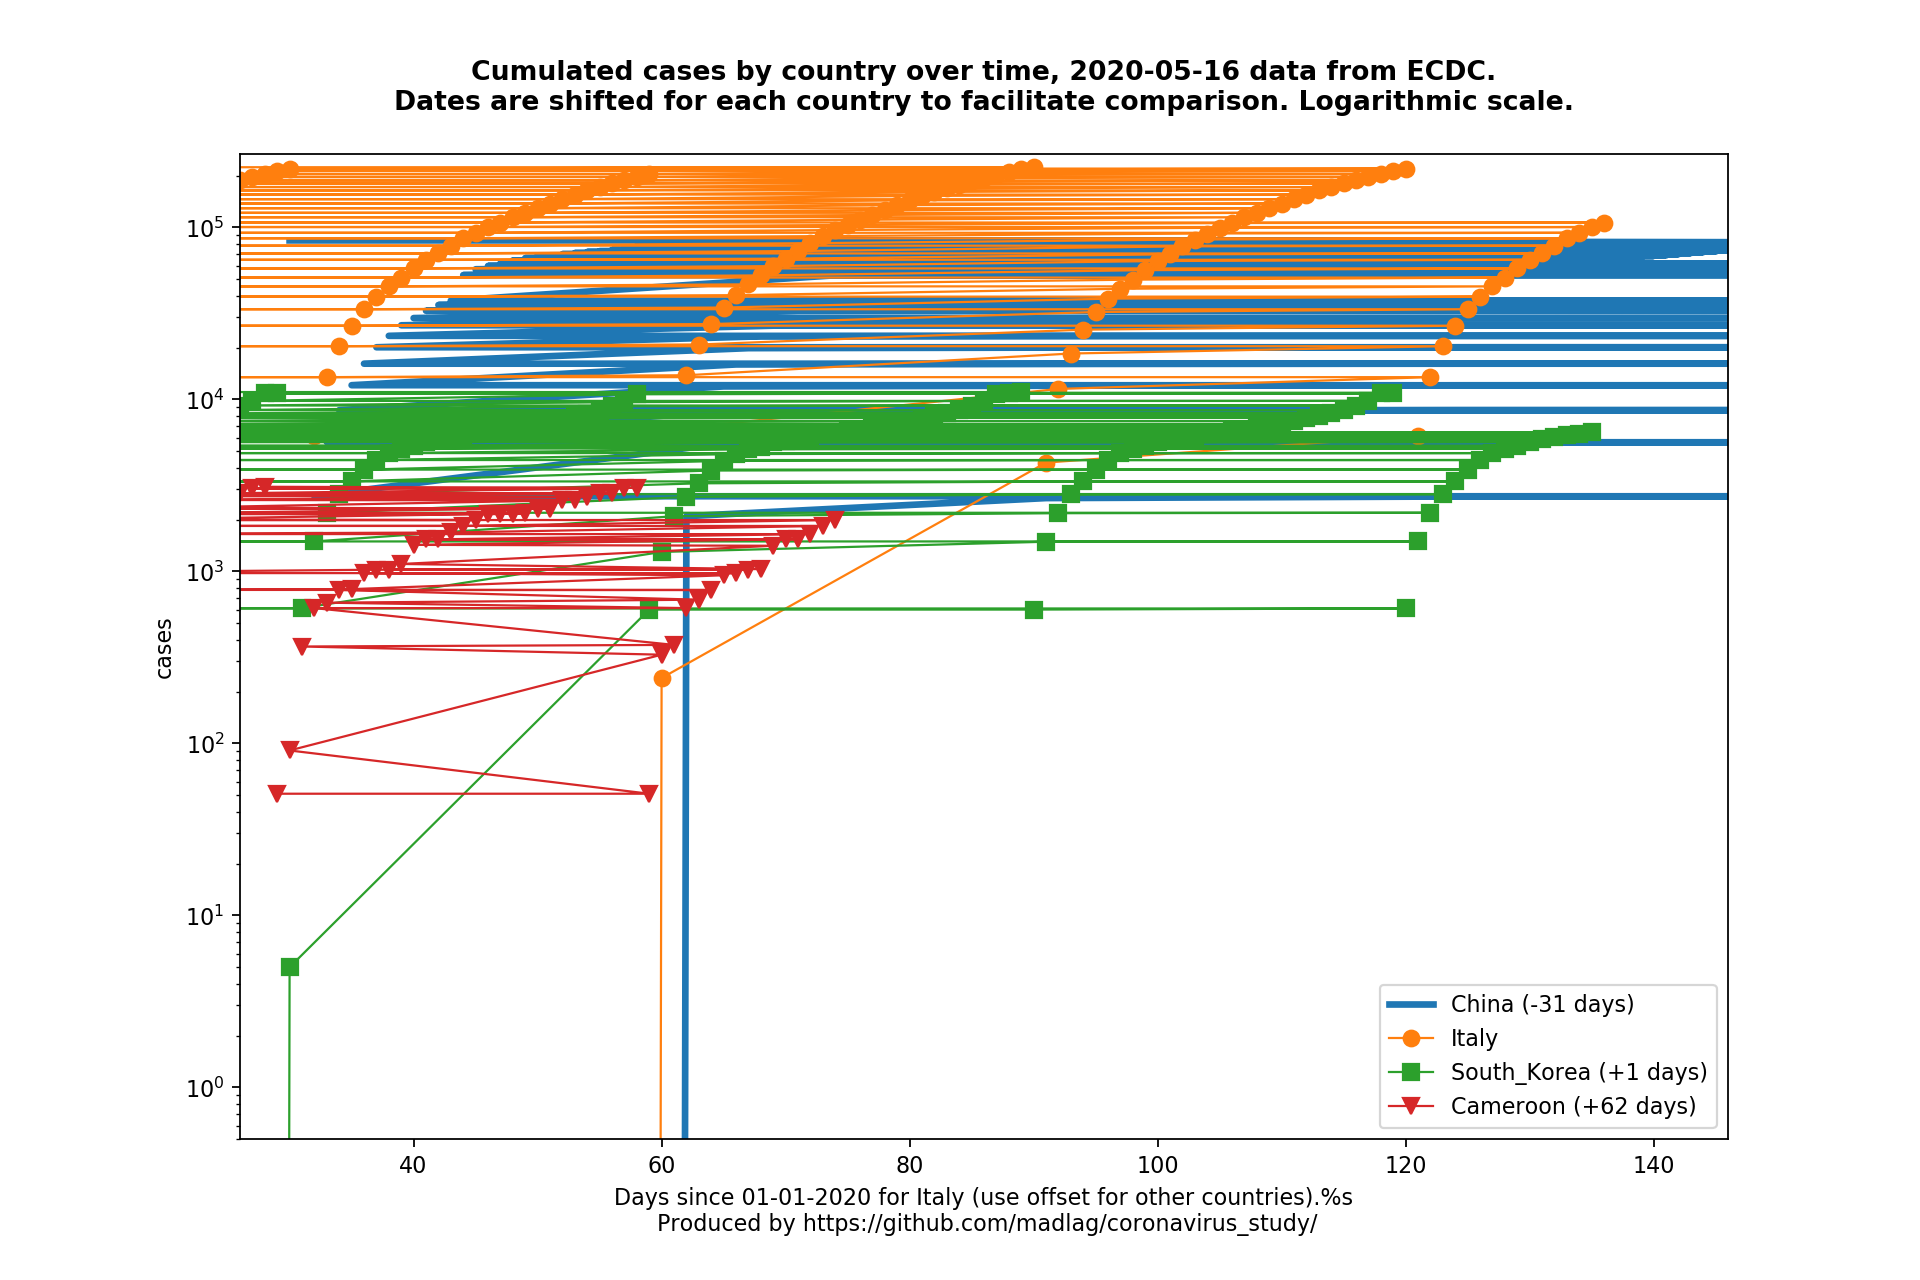 Cumulated cases by country over time, 2020-05-16 data from ECDC.
Dates are shifted for each country to facilitate comparison. Logarithmic scale.
cases
10^5
10^4
10^3
10^2
10^1
10^0
40 60 80 100 120 140
China (-31 days)
Italy
South_Korea (+1 days)
Cameroon (+62 days)
Days since 01-01-2020 for Italy (use offset for other countries).%s
Produced by https://github.com/madlag/coronavirus_study/